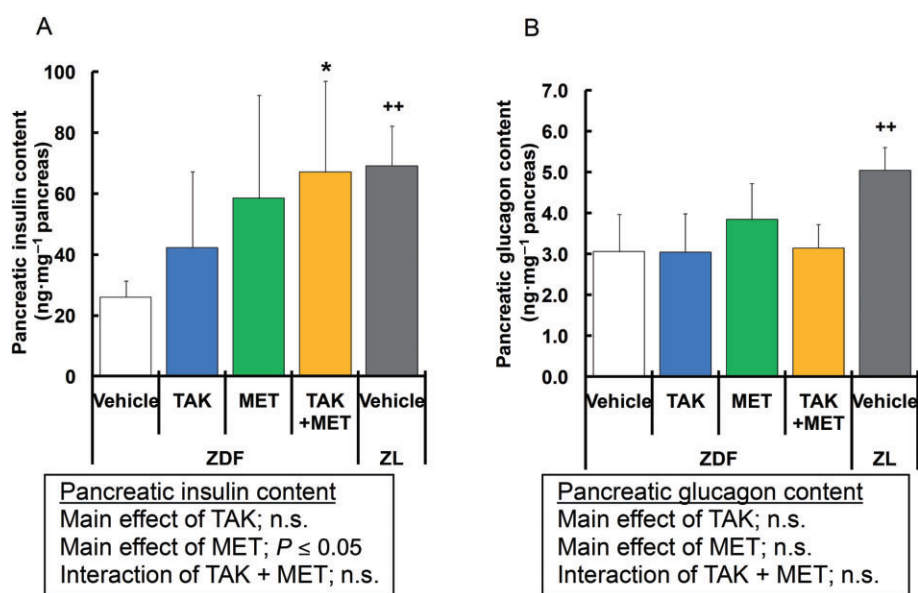 A
Pancreatic insulin content
(ng·mg⁻¹ pancreas)
100
80
60
40
20
0
*
++
Vehicle TAK MET TAK +MET Vehicle
ZDF ZL
Pancreatic insulin content
Main effect of TAK; n.s.
Main effect of MET; P ≤ 0.05
Interaction of TAK + MET; n.s.
B
Pancreatic glucagon content
(ng·mg⁻¹ pancreas)
7.0
6.0
5.0
4.0
3.0
2.0
1.0
0.0
++
Vehicle TAK MET TAK +MET Vehicle
ZDF ZL
Pancreatic glucagon content
Main effect of TAK; n.s.
Main effect of MET; n.s.
Interaction of TAK + MET; n.s.